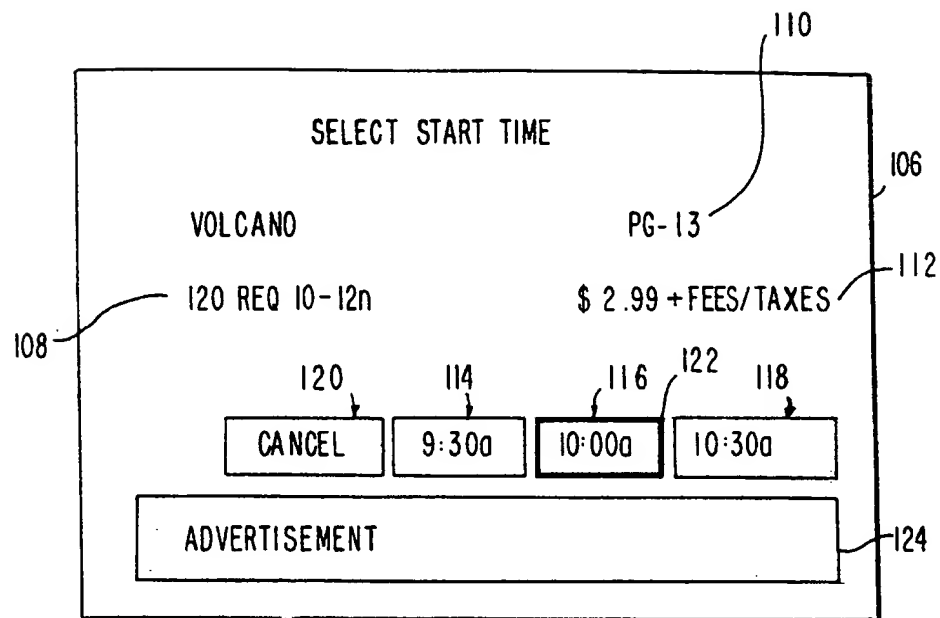 110
SELECT START TIME
106
VOLCANO PG-13
112
120 REQ 10-12n $ 2.99 +FEES/TAXES
108
120 114 116 122 118
CANCEL 9:30a 10:00a 10:30a
ADVERTISEMENT
124